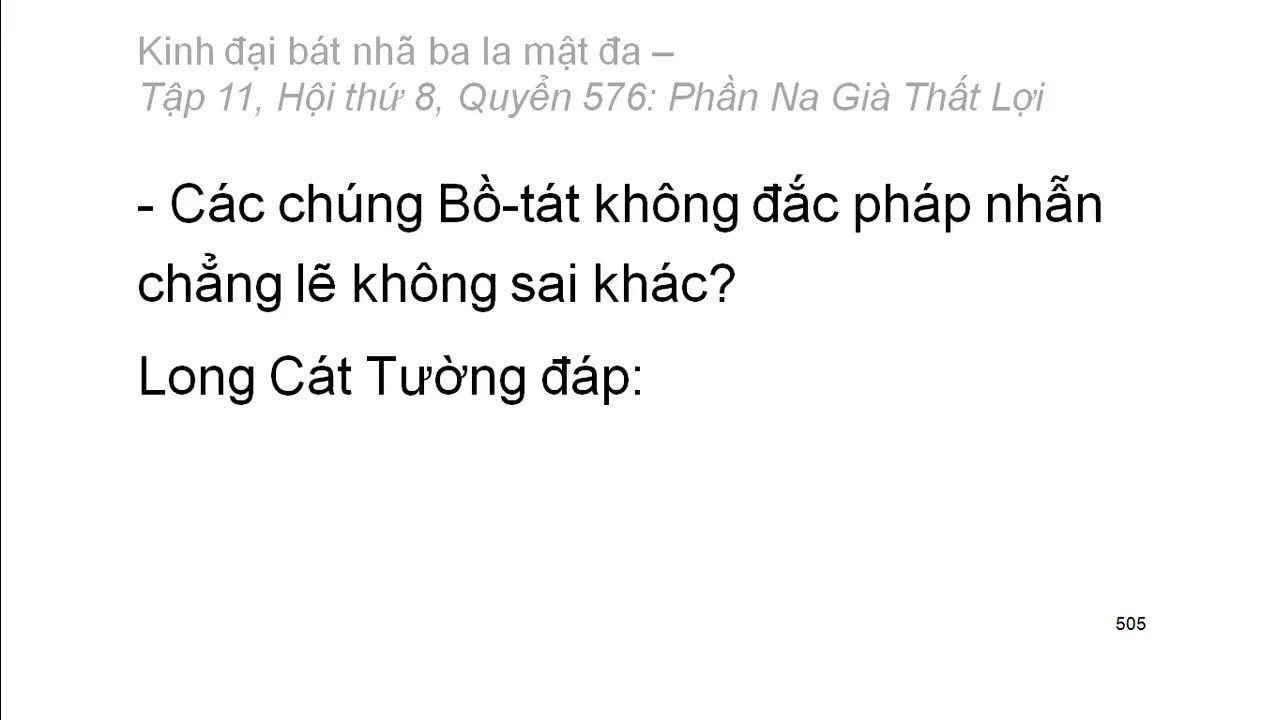 Kinh đại bát nhã ba la mật đa –
Tập 11, Hội thứ 8, Quyển 576: Phần Na Già Thất Lợi
- Các chúng Bồ-tát không đắc pháp nhẫn
chẳng lẽ không sai khác?
Long Cát Tường đáp:
505